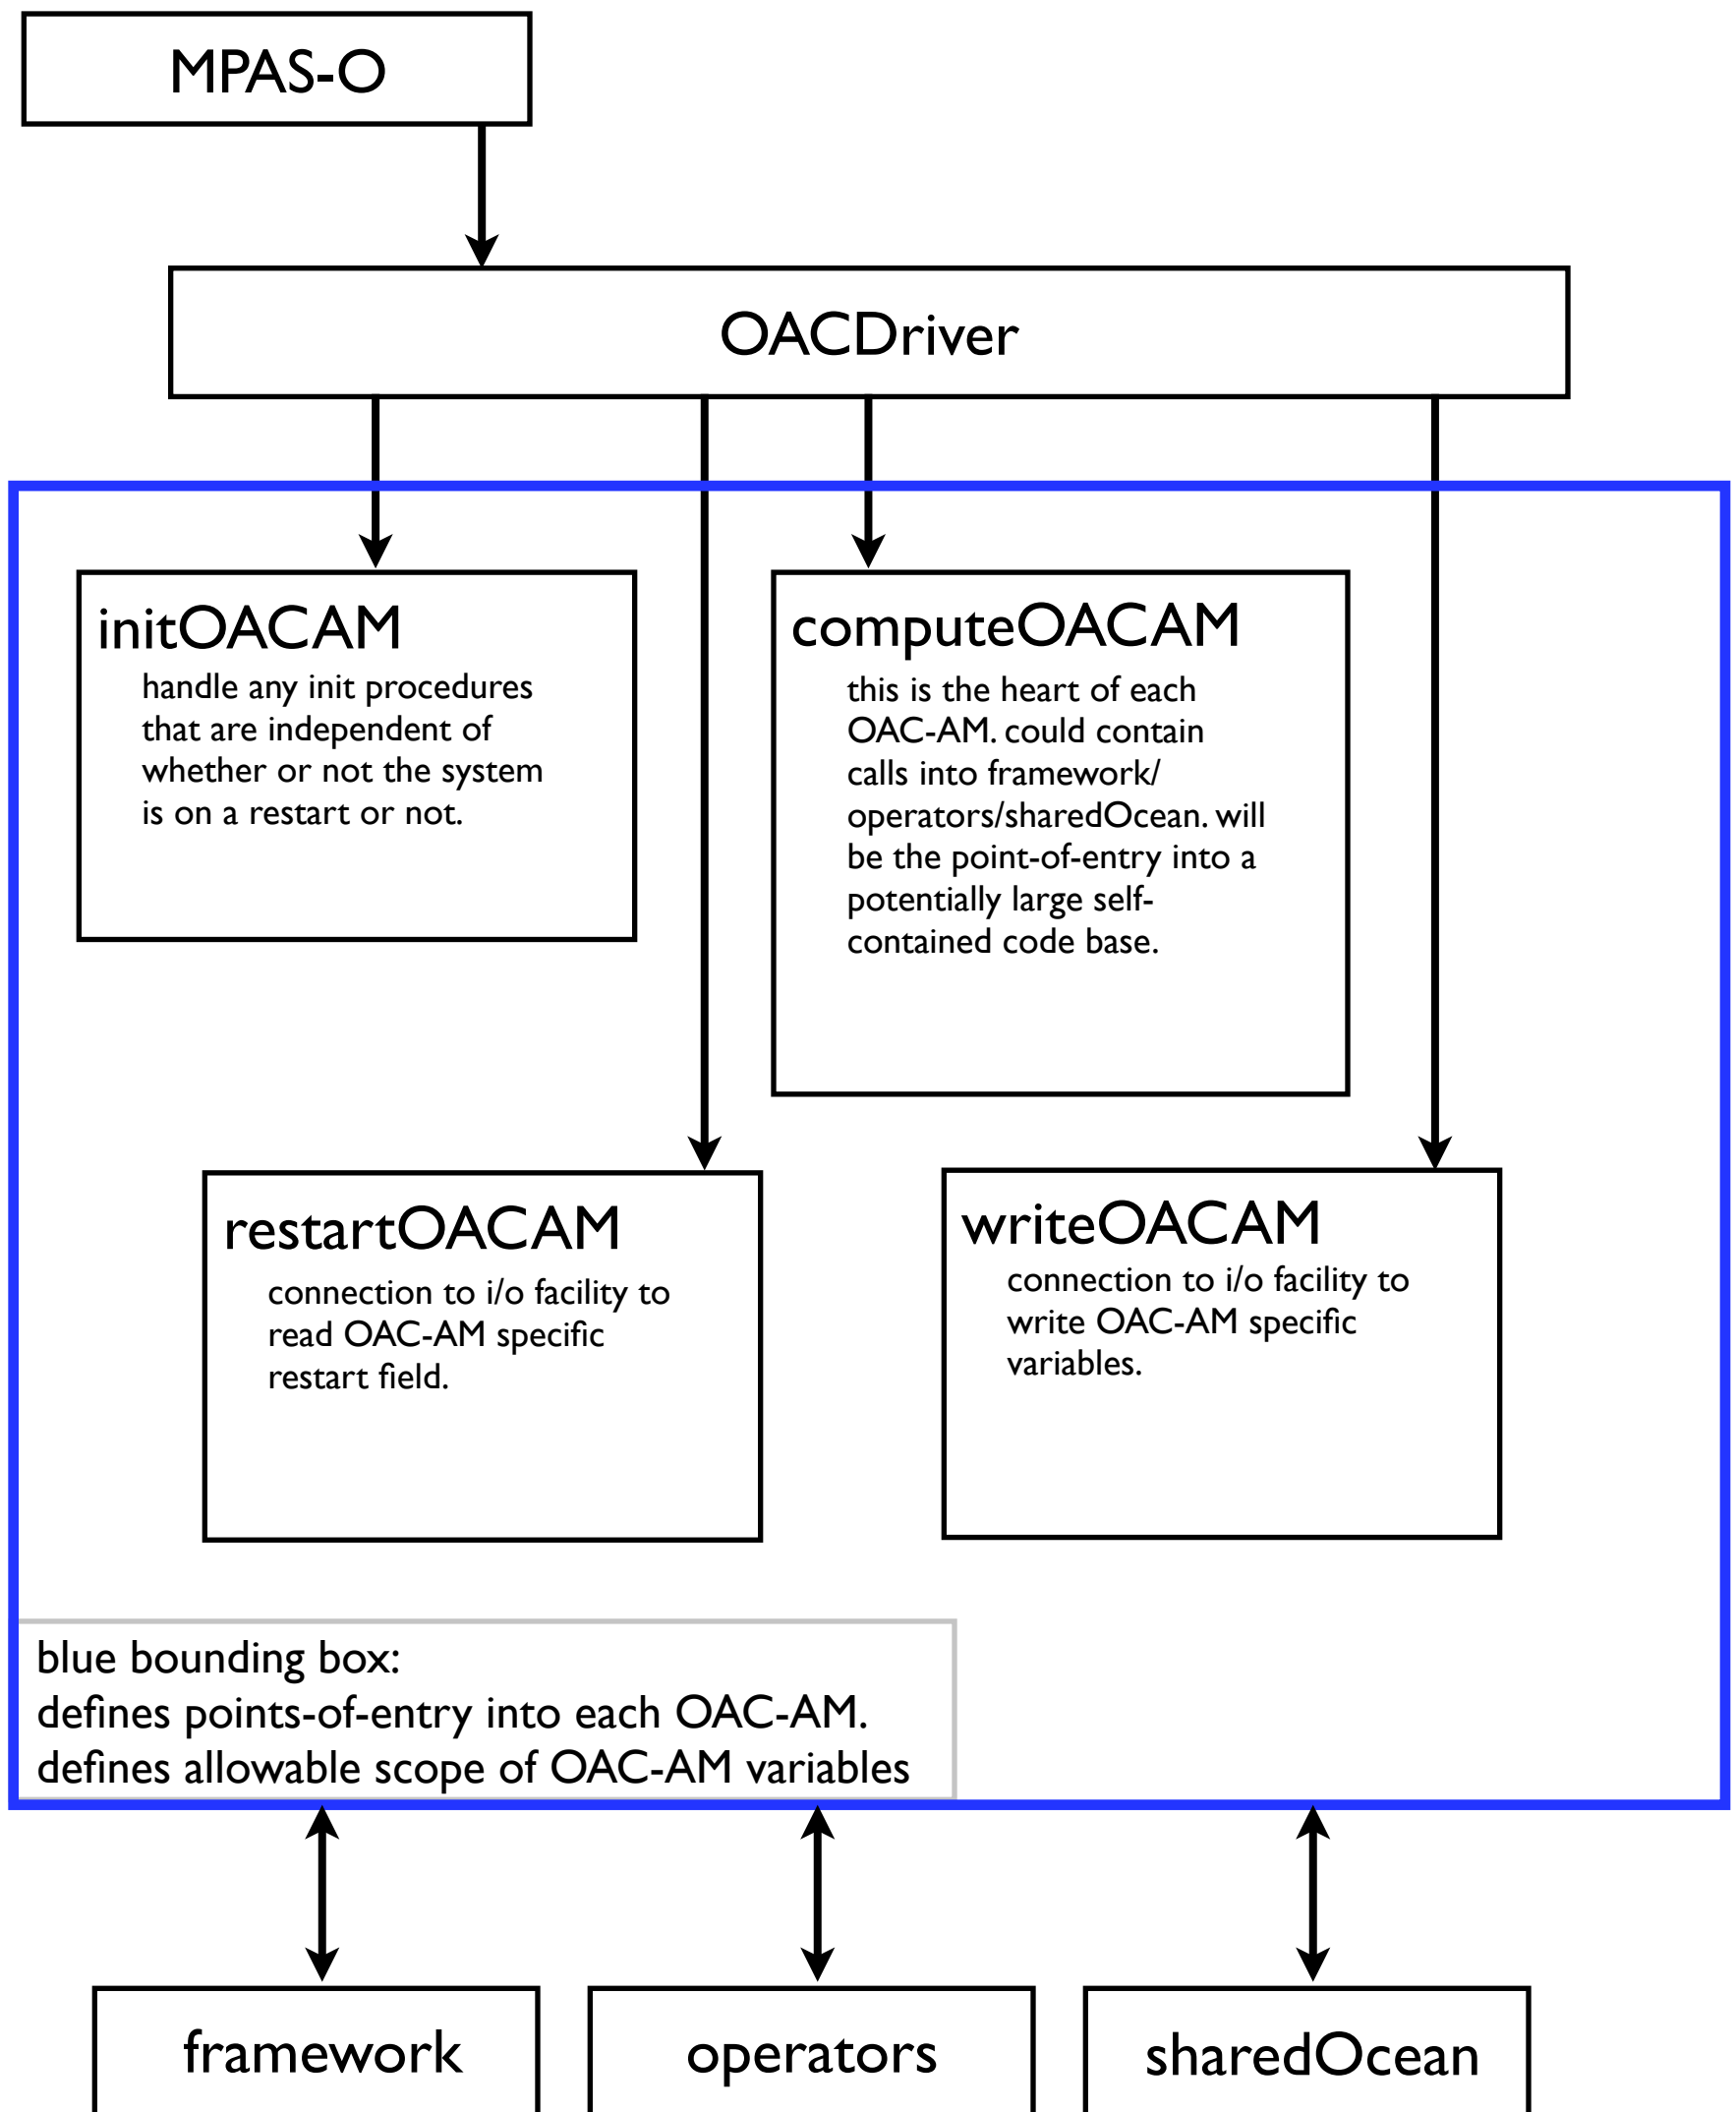 MPAS-O
OACDriver
initOACAM
handle any init procedures
that are independent of
whether or not the system
is on a restart or not.
computeOACAM
this is the heart of each
OAC-AM. could contain
calls into framework/
operators/sharedOcean. will
be the point-of-entry into a
potentially large self-
contained code base.
restartOACAM
connection to i/o facility to
read OAC-AM specific
restart field.
writeOACAM
connection to i/o facility to
write OAC-AM specific
variables.
blue bounding box:
defines points-of-entry into each OAC-AM.
defines allowable scope of OAC-AM variables
framework
operators
sharedOcean